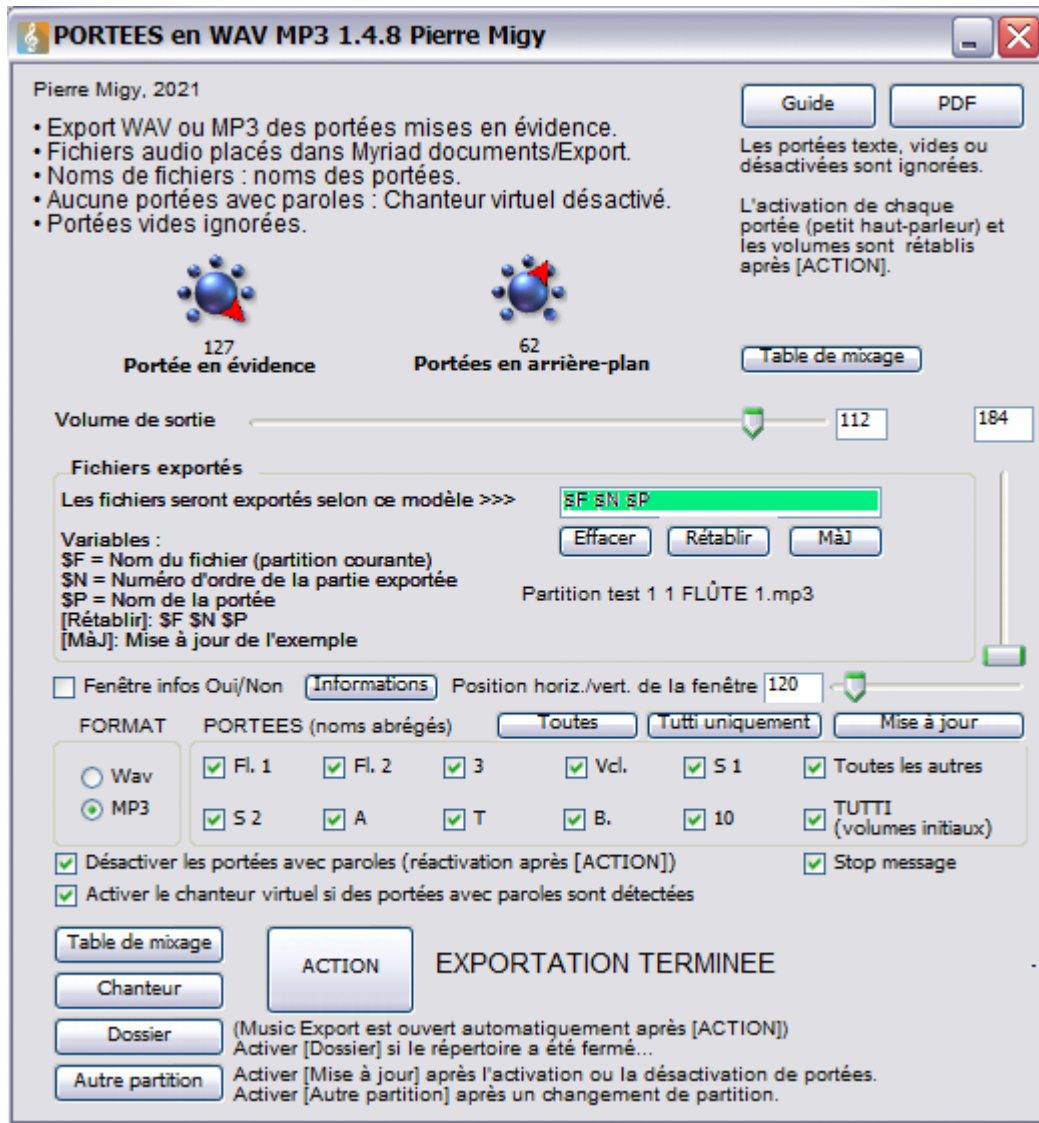 PORTEES en WAV MP3 1.4.8 Pierre Migy
Pierre Migy, 2021
• Export WAV ou MP3 des portées mises en évidence.
• Fichiers audio placés dans Myriad documents/Export.
• Noms de fichiers : noms des portées.
• Aucune portées avec paroles : Chanteur virtuel désactivé.
• Portées vides ignorées.
Guide
PDF
Les portées texte, vides ou
désactivées sont ignorées.
L'activation de chaque
portée (petit haut-parleur) et
les volumes sont rétablis
après [ACTION].
127
Portée en évidence
62
Portées en arrière-plan
Table de mixage
Volume de sortie
112
184
Fichiers exportés
Les fichiers seront exportés selon ce modèle >>>
$F $N $P
Effacer
Rétablir
MàJ
Variables :
$F = Nom du fichier (partition courante)
$N = Numéro d'ordre de la partie exportée
$P = Nom de la portée
[Rétablir]: $F $N $P
[MàJ]: Mise à jour de l'exemple
Partition test 1 1 FLÛTE 1.mp3
Fenêtre infos Oui/Non
Informations
Position horiz./vert. de la fenêtre
120
FORMAT
PORTEES (noms abrégés)
Toutes
Tutti uniquement
Mise à jour
Wav
MP3
Fl. 1
Fl. 2
3
Vcl.
S 1
Toutes les autres
S 2
A
T
B.
10
TUTTI
(volumes initiaux)
Désactiver les portées avec paroles (réactivation après [ACTION])
Stop message
Activer le chanteur virtuel si des portées avec paroles sont détectées
Table de mixage
Chanteur
ACTION
EXPORTATION TERMINEE
-
Dossier
(Music Export est ouvert automatiquement après [ACTION])
Activer [Dossier] si le répertoire a été fermé...
Autre partition
Activer [Mise à jour] après l'activation ou la désactivation de portées.
Activer [Autre partition] après un changement de partition.